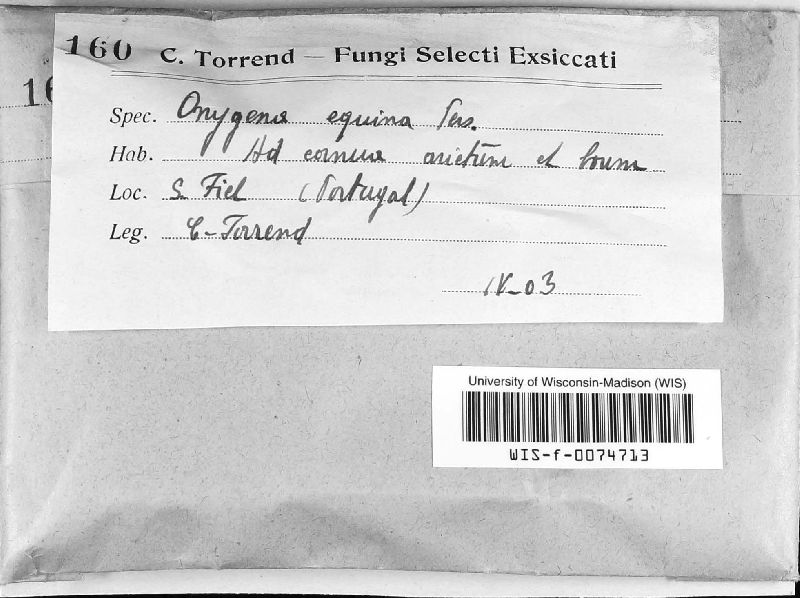 160 C. Torrend — Fungi Selecti Exsiccati
16
Spec. Onygena equina Pers.
Hab. Ad cornua arietum et boum
Loc. S. Fiel (Portugal)
Leg. C-Torrend
IV-03
University of Wisconsin-Madison (WIS)
WIS-f-0074713